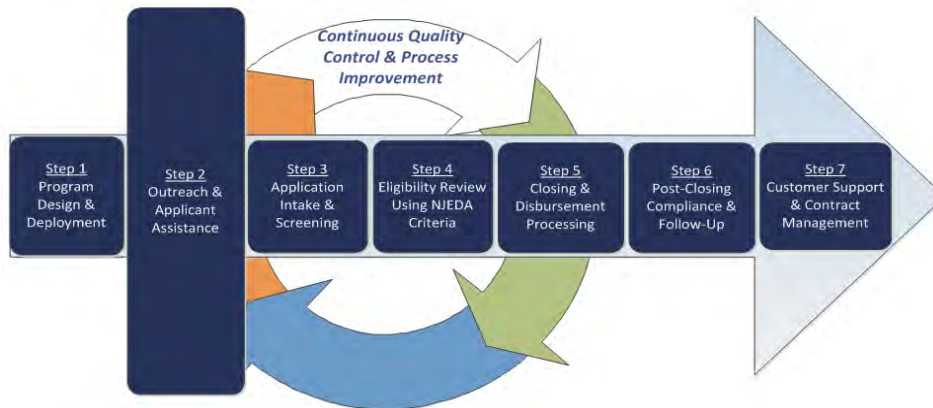 Continuous Quality
Control & Process
Improvement
Step 1
Program
Design &
Deployment
Step 2
Outreach &
Applicant
Assistance
Step 3
Application
Intake &
Screening
Step 4
Eligibility Review
Using NJEDA
Criteria
Step 5
Closing &
Disbursement
Processing
Step 6
Post-Closing
Compliance &
Follow-Up
Step 7
Customer Support
& Contract
Management